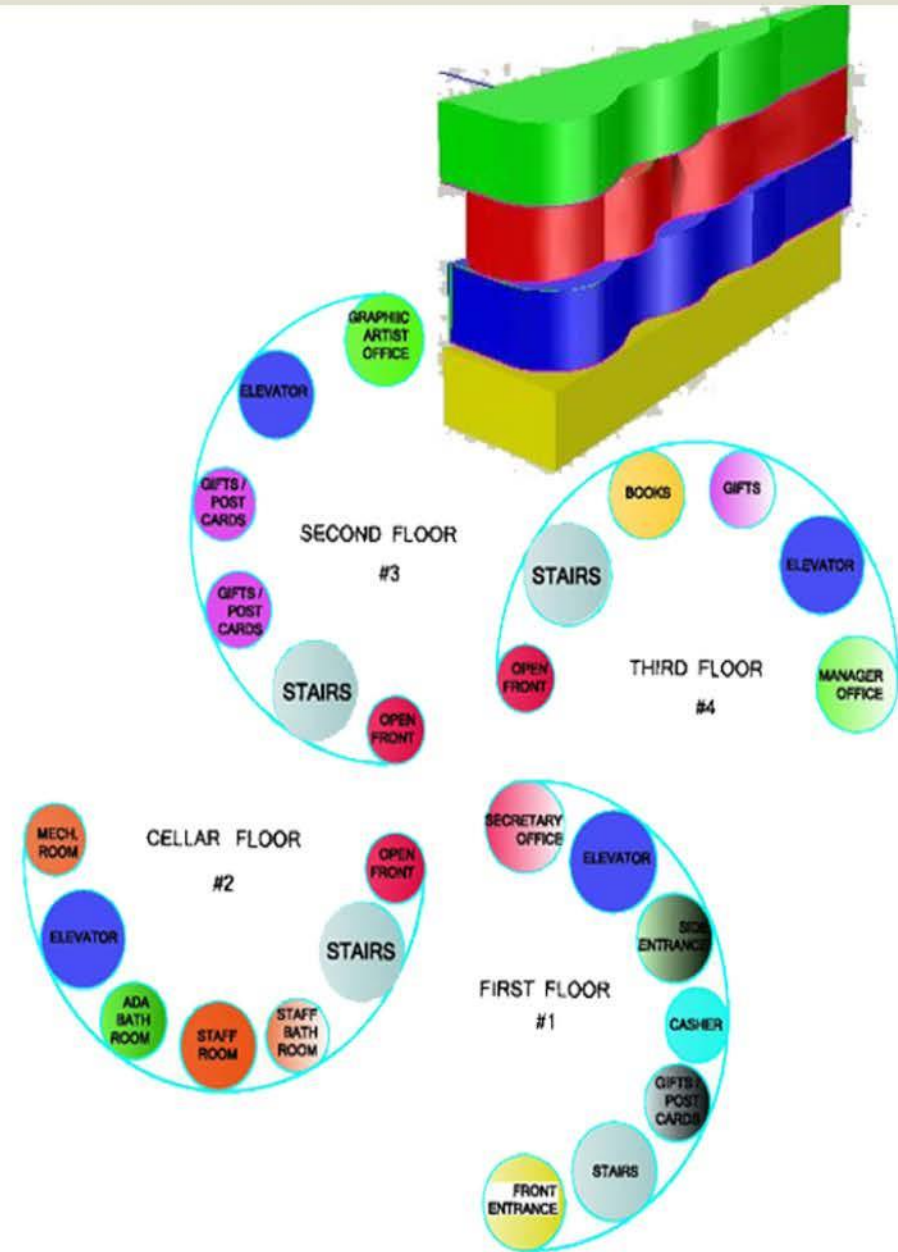 GRAPHIIC
ARTIST
OFFICE
ELEVATOR
GIFTS /
POST
CARDS
SECOND FLOOR
#3
GIFTS /
POST
CARDS
STAIRS
OPEN
FRONT
BOOKS
GIFTS
STAIRS
ELEVATOR
OPEN
FRONT
THIRD FLOOR
#4
MANAGER
OFFICE
MECH.
ROOM
CELLAR FLOOR
#2
OPEN
FRONT
ELEVATOR
STAIRS
ADA
BATH
ROOM
STAFF
ROOM
STAFF
BATH
ROOM
SECRETARY
OFFICE
ELEVATOR
SIDE
ENTRANCE
FIRST FLOOR
#1
CASHER
GIFTS /
POST
CARDS
STAIRS
FRONT
ENTRANCE